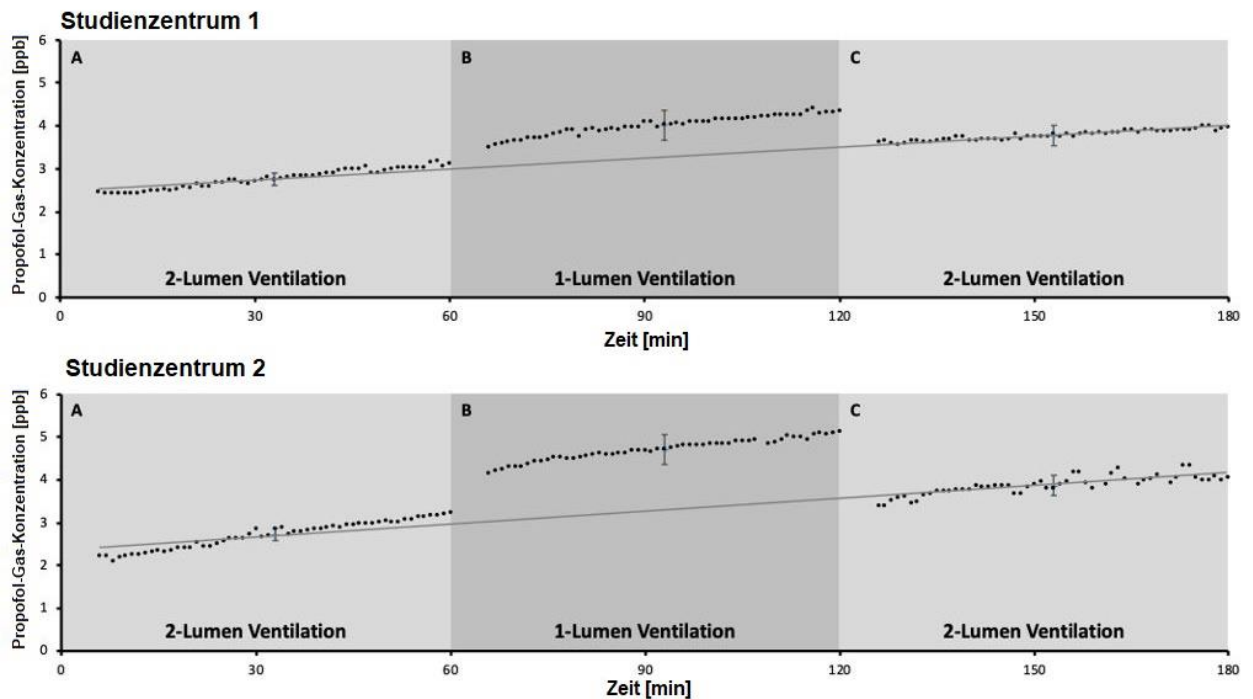 Studienzentrum 1
Propofol-Gas-Konzentration [ppb]
6
5
4
3
2
1
0
A
B
C
2-Lumen Ventilation
1-Lumen Ventilation
2-Lumen Ventilation
0
30
60
90
120
150
180
Zeit [min]
Studienzentrum 2
Propofol-Gas-Konzentration [ppb]
6
5
4
3
2
1
0
A
B
C
2-Lumen Ventilation
1-Lumen Ventilation
2-Lumen Ventilation
0
30
60
90
120
150
180
Zeit [min]